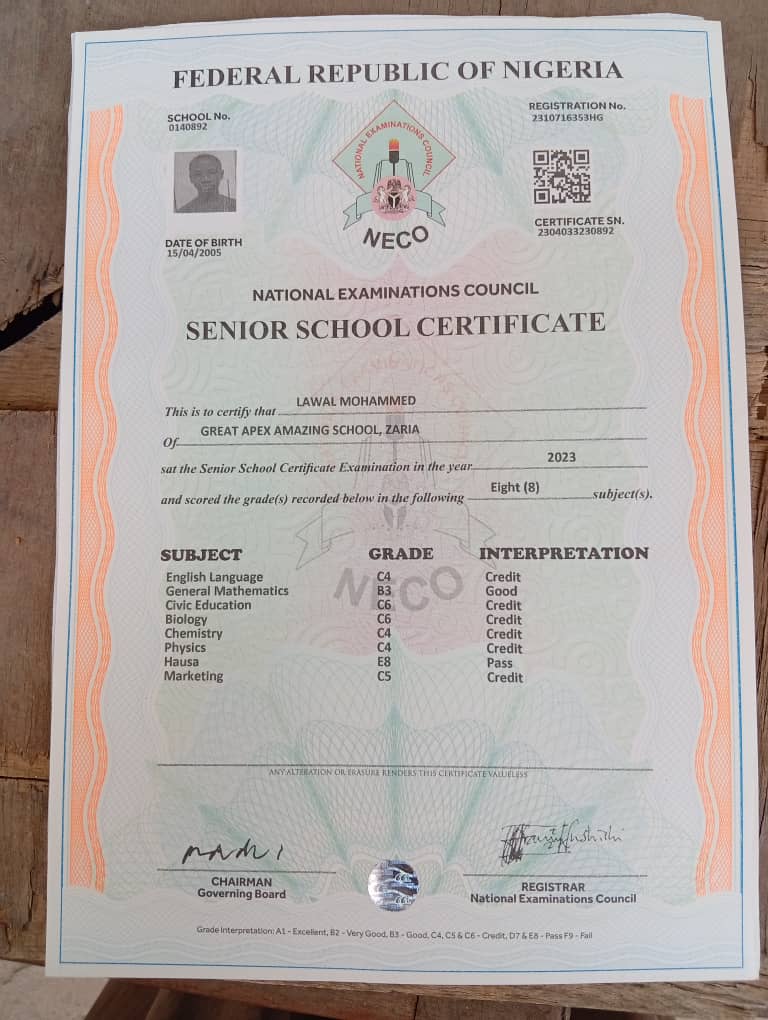 FEDERAL REPUBLIC OF NIGERIA
SCHOOL No.
0140892
REGISTRATION No.
2310716353HG
NATIONAL EXAMINATIONS COUNCIL
NECO
DATE OF BIRTH
15/04/2005
CERTIFICATE SN.
2304033230892
NATIONAL EXAMINATIONS COUNCIL
SENIOR SCHOOL CERTIFICATE
This is to certify that LAWAL MOHAMMED
Of GREAT APEX AMAZING SCHOOL, ZARIA
sat the Senior School Certificate Examination in the year 2023
and scored the grade(s) recorded below in the following Eight (8) subject(s).
SUBJECT GRADE INTERPRETATION
English Language C4 Credit
General Mathematics B3 Good
Civic Education C6 Credit
Biology C6 Credit
Chemistry C4 Credit
Physics C4 Credit
Hausa E8 Pass
Marketing C5 Credit
NECO
ANY ALTERATION OR ERASURE RENDERS THIS CERTIFICATE VALUELESS
CHAIRMAN
Governing Board
REGISTRAR
National Examinations Council
Grade Interpretation: A1 - Excellent, B2 - Very Good, B3 - Good, C4, C5 & C6 - Credit, D7 & E8 - Pass F9 - Fail